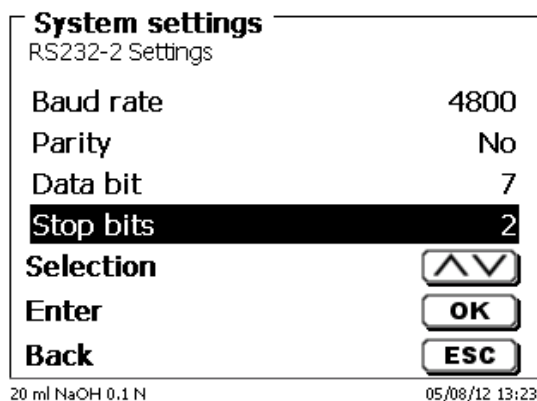 System settings
RS232-2 Settings
Baud rate 4800
Parity No
Data bit 7
Stop bits 2
Selection
Enter OK
Back ESC
20 ml NaOH 0.1 N 05/08/12 13:23